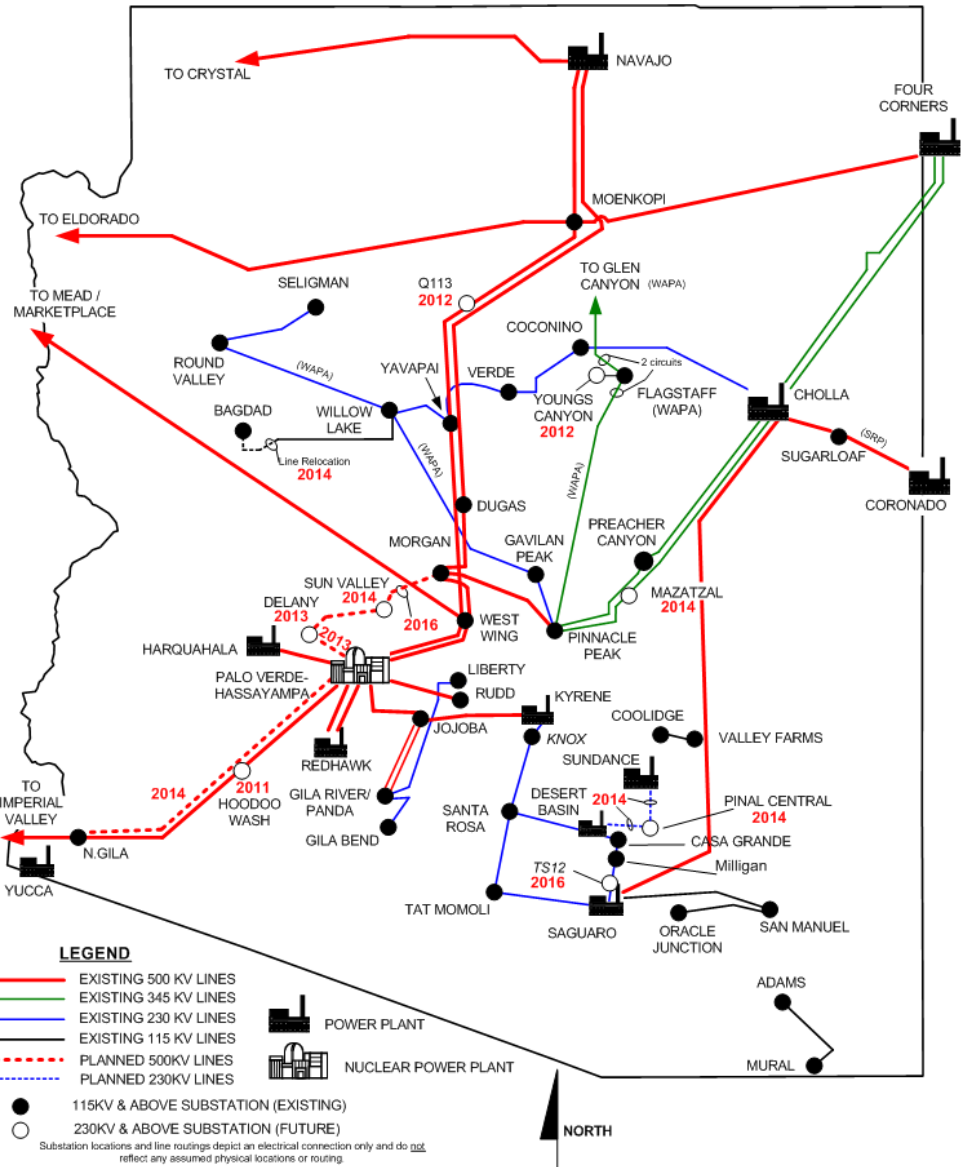 NAVAJO
TO CRYSTAL
FOUR
CORNERS
MOENKOPI
TO ELDORADO
TO GLEN
CANYON (WAPA)
SELIGMAN
Q113
2012
TO MEAD /
MARKETPLACE
COCONINO
2 circuits
ROUND
VALLEY
(WAPA)
YAVAPAI
VERDE
YOUNGS
CANYON
2012
FLAGSTAFF
(WAPA)
CHOLLA
BAGDAD
WILLOW
LAKE
(SRP)
SUGARLOAF
Line Relocation
2014
(WAPA)
(WAPA)
CORONADO
DUGAS
PREACHER
CANYON
MORGAN
GAVILAN
PEAK
SUN VALLEY
2014
MAZATZAL
2014
DELANY
2013
2016
2013
WEST
WING
PINNACLE
PEAK
HARQUAHALA
PALO VERDE-
HASSAYAMPA
LIBERTY
RUDD
KYRENE
JOJOBA
KNOX
COOLIDGE
VALLEY FARMS
REDHAWK
SUNDANCE
TO
IMPERIAL
VALLEY
2014
2011
HOODOO
WASH
GILA RIVER/
PANDA
DESERT
BASIN
2014
PINAL CENTRAL
2014
SANTA
ROSA
GILA BEND
CASA GRANDE
N.GILA
Milligan
YUCCA
TS12
2016
TAT MOMOLI
SAGUARO
ORACLE
JUNCTION
SAN MANUEL
LEGEND
EXISTING 500 KV LINES
EXISTING 345 KV LINES
EXISTING 230 KV LINES
EXISTING 115 KV LINES
PLANNED 500KV LINES
PLANNED 230KV LINES
POWER PLANT
NUCLEAR POWER PLANT
ADAMS
MURAL
115KV & ABOVE SUBSTATION (EXISTING)
230KV & ABOVE SUBSTATION (FUTURE)
Substation locations and line routings depict an electrical connection only and do not
reflect any assumed physical locations or routing.
NORTH